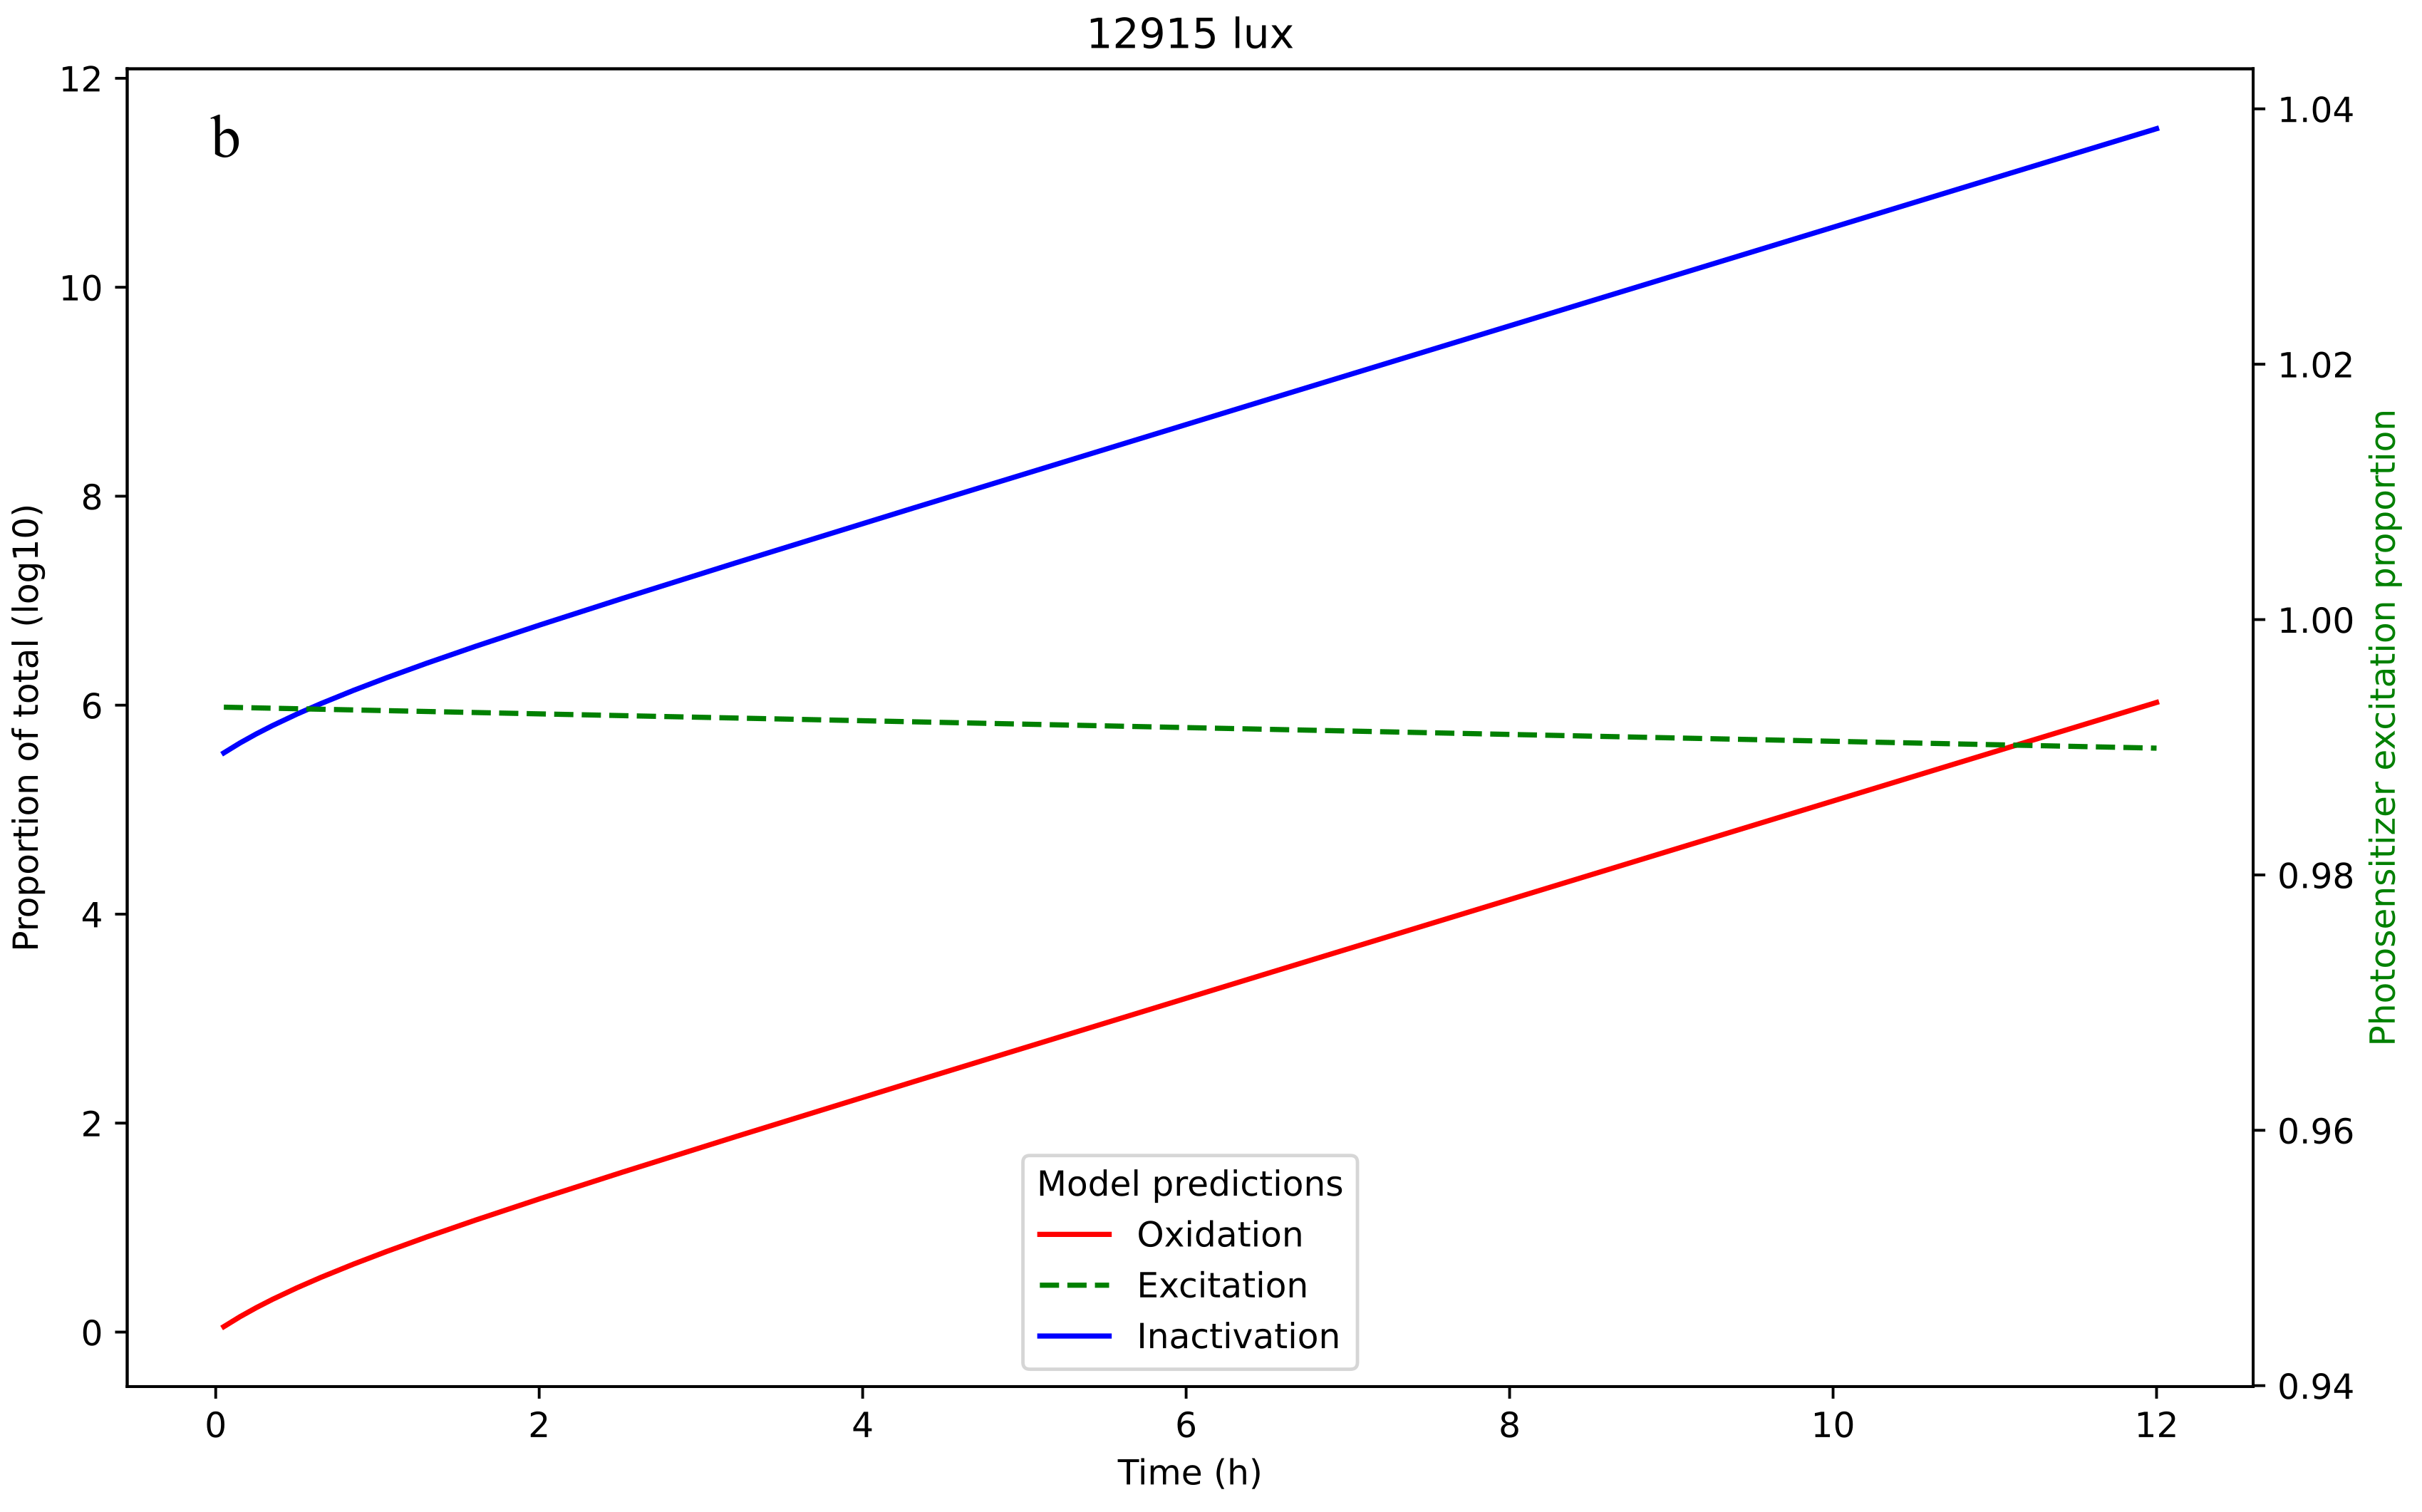 12915 lux
b
12
10
8
6
4
2
0
Proportion of total (log10)
1.04
1.02
1.00
0.98
0.96
0.94
Photosensitizer excitation proportion
Model predictions
Oxidation
Excitation
Inactivation
0 2 4 6 8 10 12
Time (h)